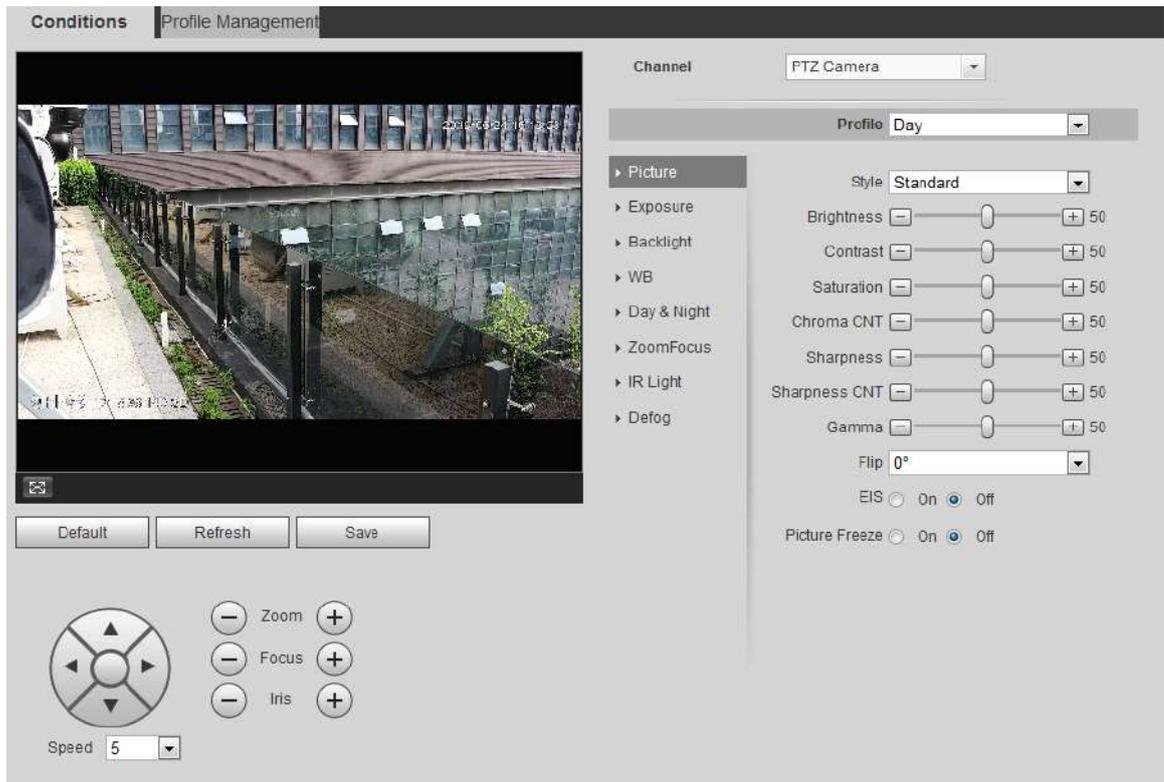 Conditions
Profile Management
Channel
PTZ Camera
Profile
Day
Picture
Exposure
Backlight
WB
Day & Night
ZoomFocus
IR Light
Defog
Style
Standard
Brightness
50
Contrast
50
Saturation
50
Chroma CNT
50
Sharpness
50
Sharpness CNT
50
Gamma
50
Flip
0°
EIS
On
Off
Picture Freeze
On
Off
Default
Refresh
Save
Zoom
Focus
Iris
Speed
5